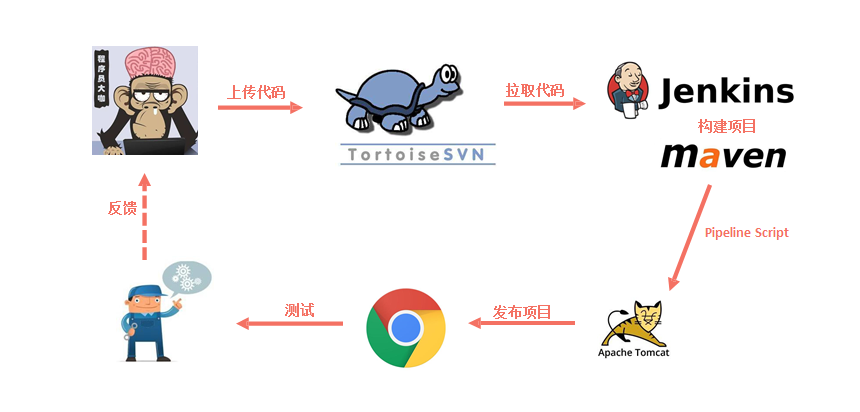 程序员大咖
上传代码
TortoiseSVN
拉取代码
Jenkins
构建项目
maven
反馈
Pipeline Script
测试
发布项目
Apache Tomcat